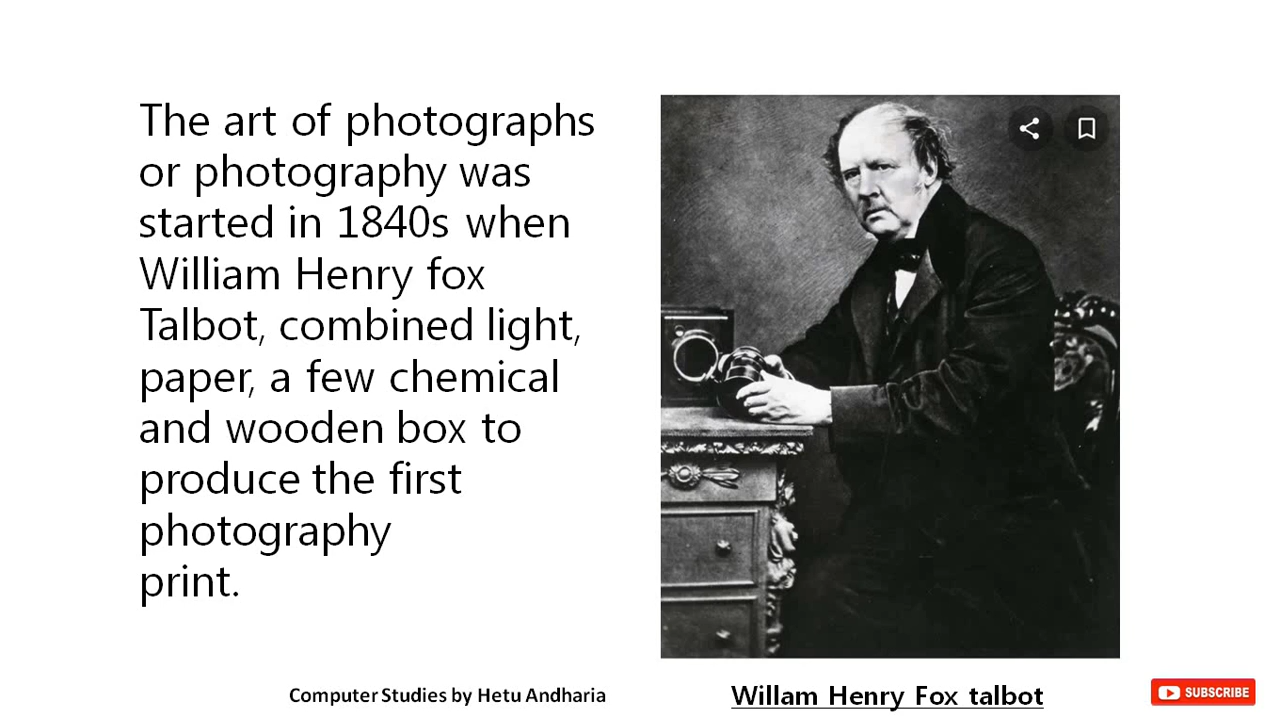 The art of photographs
or photography was
started in 1840s when
William Henry fox
Talbot, combined light,
paper, a few chemical
and wooden box to
produce the first
photography
print.
Computer Studies by Hetu Andharia
Willam Henry Fox talbot
SUBSCRIBE